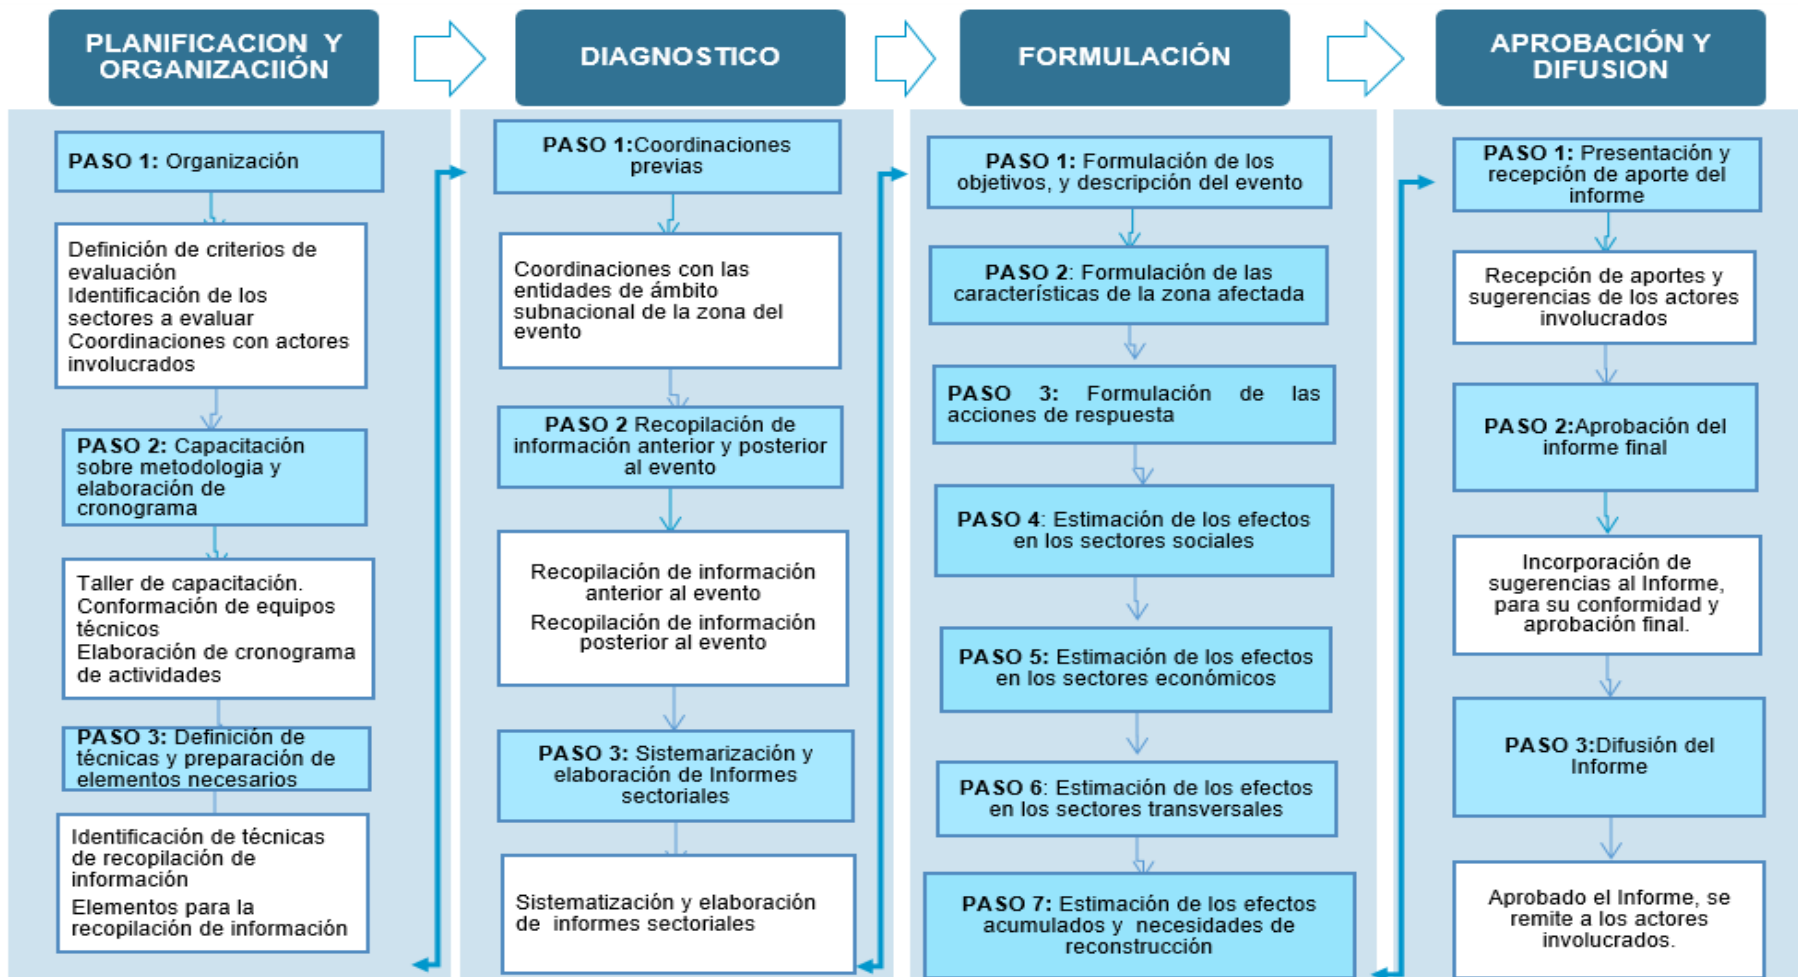 PLANIFICACION Y
ORGANIZACIIÓN
PASO 1: Organización
Definición de criterios de
evaluación
Identificación de los
sectores a evaluar
Coordinaciones con actores
involucrados
PASO 2: Capacitación
sobre metodologia y
elaboración de
cronograma
Taller de capacitación.
Conformación de equipos
técnicos
Elaboración de cronograma
de actividades
PASO 3: Definición de
técnicas y preparación de
elementos necesarios
Identificación de técnicas
de recopilación de
información
Elementos para la
recopilación de información
DIAGNOSTICO
PASO 1:Coordinaciones
previas
Coordinaciones con las
entidades de ámbito
subnacional de la zona del
evento
PASO 2 Recopilación de
información anterior y posterior
al evento
Recopilación de información
anterior al evento
Recopilación de información
posterior al evento
PASO 3: Sistemarización y
elaboración de Informes
sectoriales
Sistematización y elaboración
de informes sectoriales
FORMULACIÓN
PASO 1: Formulación de los
objetivos, y descripción del evento
PASO 2: Formulación de las
características de la zona afectada
PASO 3: Formulación de las
acciones de respuesta
PASO 4: Estimación de los efectos
en los sectores sociales
PASO 5: Estimación de los efectos
en los sectores económicos
PASO 6: Estimación de los efectos
en los sectores transversales
PASO 7: Estimación de los efectos
acumulados y necesidades de
reconstrucción
APROBACIÓN Y
DIFUSION
PASO 1: Presentación y
recepción de aporte del
informe
Recepción de aportes y
sugerencias de los actores
involucrados
PASO 2:Aprobación del
informe final
Incorporación de
sugerencias al Informe,
para su conformidad y
aprobación final.
PASO 3:Difusión del
Informe
Aprobado el Informe, se
remite a los actores
involucrados.